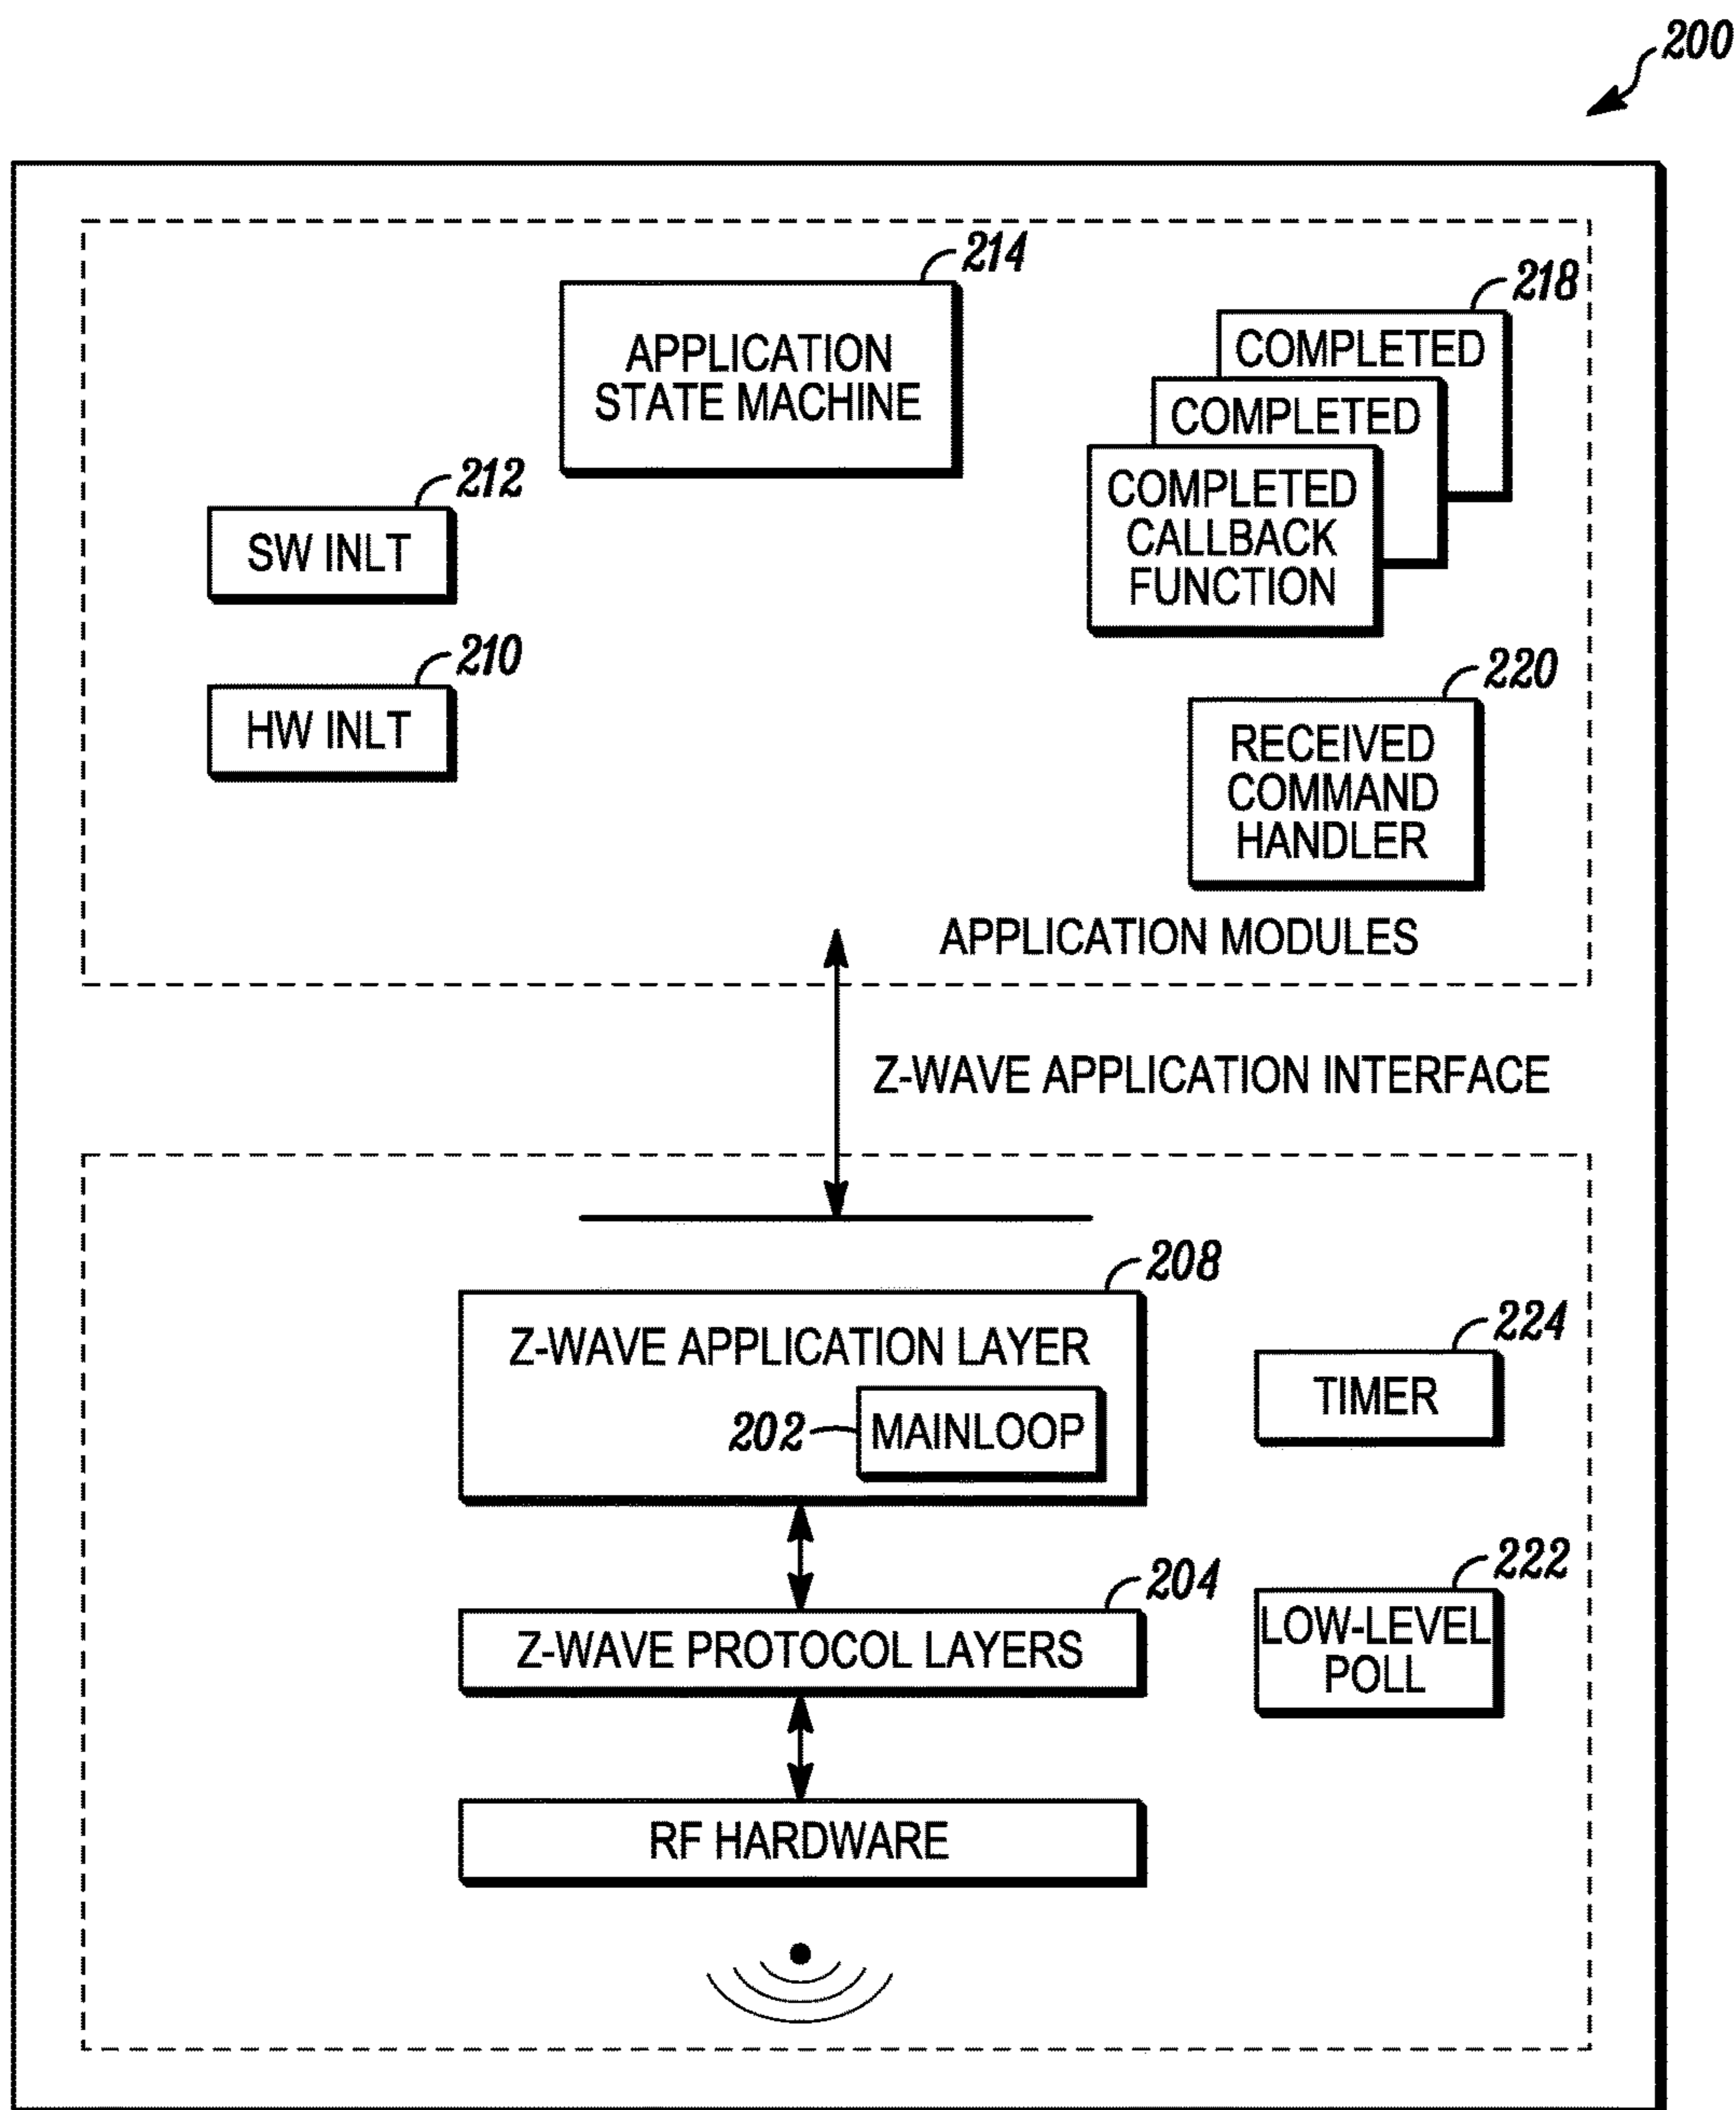 200
214
APPLICATION
STATE MACHINE
218
COMPLETED
COMPLETED
COMPLETED
CALLBACK
FUNCTION
212
SW INLT
210
HW INLT
220
RECEIVED
COMMAND
HANDLER
APPLICATION MODULES
Z-WAVE APPLICATION INTERFACE
208
Z-WAVE APPLICATION LAYER
202
MAINLOOP
224
TIMER
204
Z-WAVE PROTOCOL LAYERS
222
LOW-LEVEL
POLL
RF HARDWARE